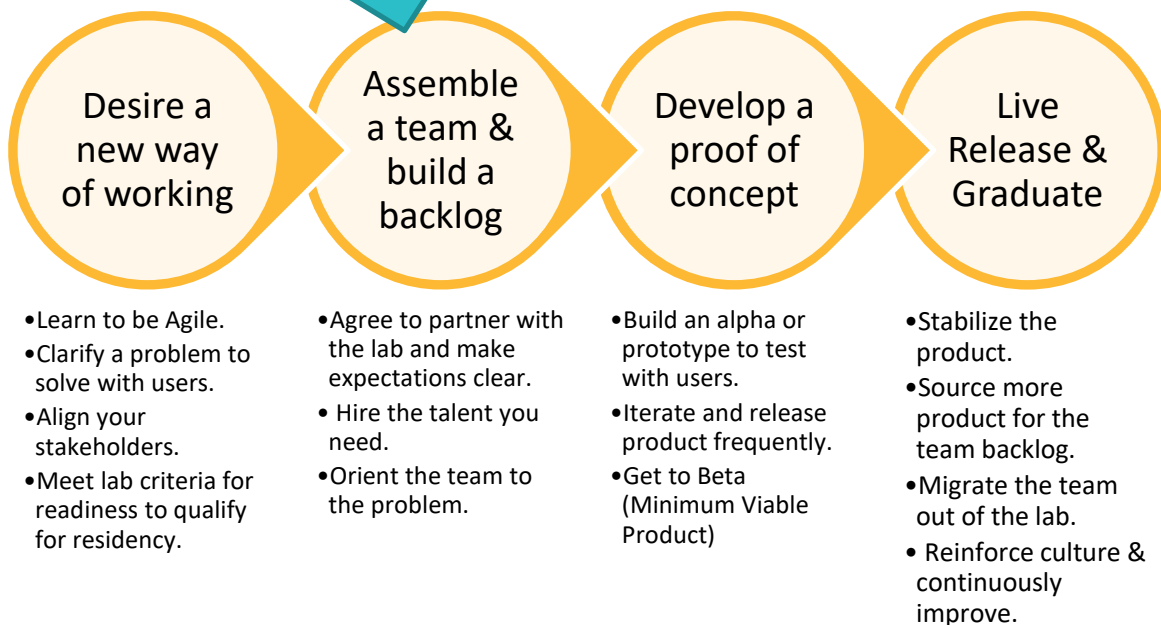 Desire a
new way
of working
Assemble
a team &
build a
backlog
Develop a
proof of
concept
Live
Release &
Graduate
•Learn to be Agile.
•Clarify a problem to
solve with users.
•Align your
stakeholders.
•Meet lab criteria for
readiness to qualify
for residency.
•Agree to partner with
the lab and make
expectations clear.
• Hire the talent you
need.
•Orient the team to
the problem.
•Build an alpha or
prototype to test
with users.
•Iterate and release
product frequently.
•Get to Beta
(Minimum Viable
Product)
•Stabilize the
product.
•Source more
product for the
team backlog.
•Migrate the team
out of the lab.
• Reinforce culture &
continuously
improve.